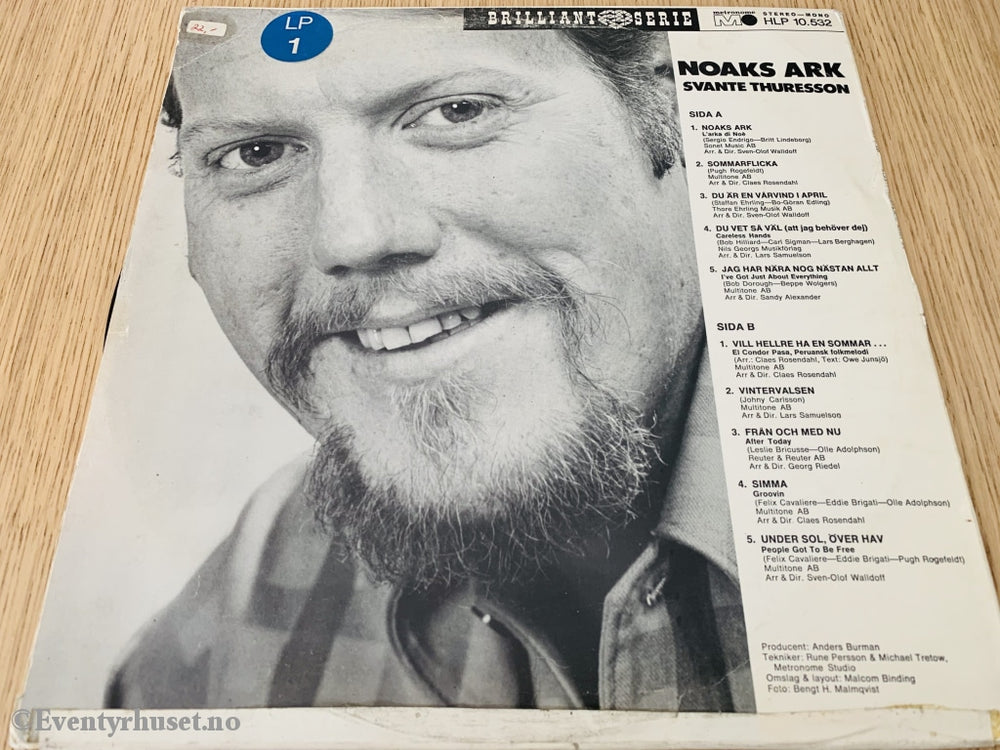 22,-
LP
1
BRILLIANT SERIE
metronome
STEREO-MONO
HLP 10.532
NOAKS ARK
SVANTE THURESSON
SIDA A
1. NOAKS ARK
L'arka di Noè
(Sergio Endrigo—Britt Lindeborg)
Sonet Music AB
Arr. & Dir. Sven-Olof Walldoff
2. SOMMARFLICKA
(Pugh Rogefeldt)
Multitone AB
Arr & Dir. Claes Rosendahl
3. DU ÄR EN VÅRVIND I APRIL
(Staffan Ehrling—Bo-Göran Edling)
Thore Ehrling Musik AB
Arr & Dir. Sven-Olof Walldoff
4. DU VET SÅ VÄL (att jag behöver dej)
Careless Hands
(Bob Hilliard—Carl Sigman—Lars Berghagen)
Nils Georgs Musikförlag
Arr. & Dir. Lars Samuelson
5. JAG HAR NÄRA NOG NÄSTAN ALLT
I've Got Just About Everything
(Bob Dorough—Beppe Wolgers)
Multitone AB
Arr & Dir. Sandy Alexander
SIDA B
1. VILL HELLRE HA EN SOMMAR . . .
El Condor Pasa, Peruansk folkmelodi
(Arr.: Claes Rosendahl, Text: Owe Junsjö)
Multitone AB
Arr & Dir. Claes Rosendahl
2. VINTERVALSEN
(Johny Carlsson)
Multitone AB
Arr & Dir. Lars Samuelson
3. FRÅN OCH MED NU
After Today
(Leslie Bricusse—Olle Adolphson)
Reuter & Reuter AB
Arr & Dir. Georg Riedel
4. SIMMA
Groovin
(Felix Cavaliere—Eddie Brigati—Olle Adolphson)
Multitone AB
Arr & Dir. Claes Rosendahl
5. UNDER SOL, ÖVER HAV
People Got To Be Free
(Felix Cavaliere—Eddie Brigati—Pugh Rogefeldt)
Multitone AB
Arr & Dir. Sven-Olof Walldoff
Producent: Anders Burman
Tekniker: Rune Persson & Michael Tretow,
Metronome Studio
Omslag & layout: Malcom Binding
Foto: Bengt H. Malmqvist
©Eventyrhuset.no